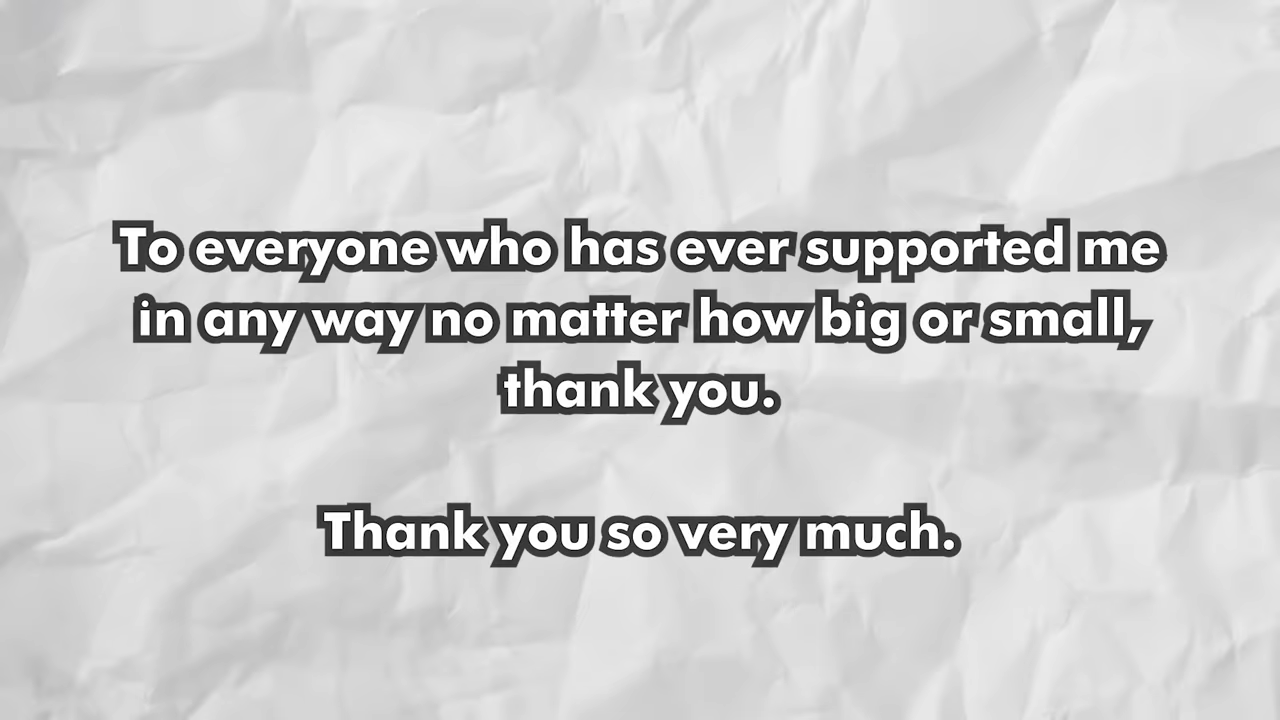 To everyone who has ever supported me
in any way no matter how big or small,
thank you.
Thank you so very much.